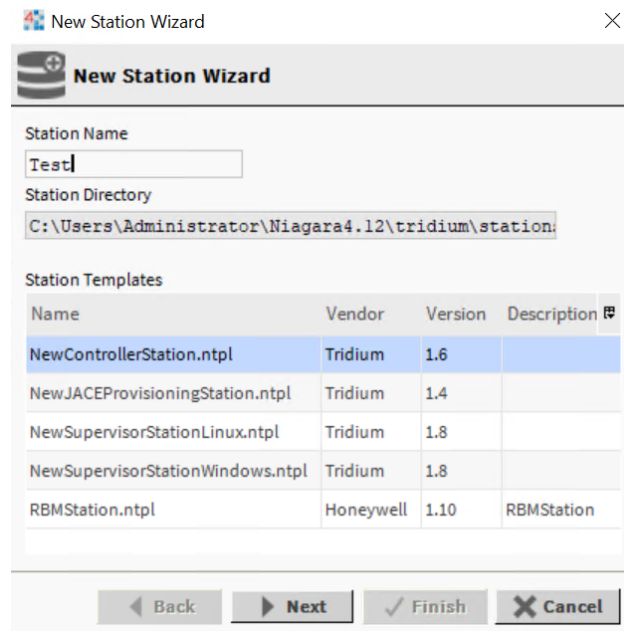 New Station Wizard
New Station Wizard
Station Name
Test
Station Directory
C:\Users\Administrator\Niagara4.12\tridium\station
Station Templates
Name Vendor Version Description
NewControllerStation.ntpl Tridium 1.6
NewJACEProvisioningStation.ntpl Tridium 1.4
NewSupervisorStationLinux.ntpl Tridium 1.8
NewSupervisorStationWindows.ntpl Tridium 1.8
RBMStation.ntpl Honeywell 1.10 RBMStation
Back Next Finish Cancel